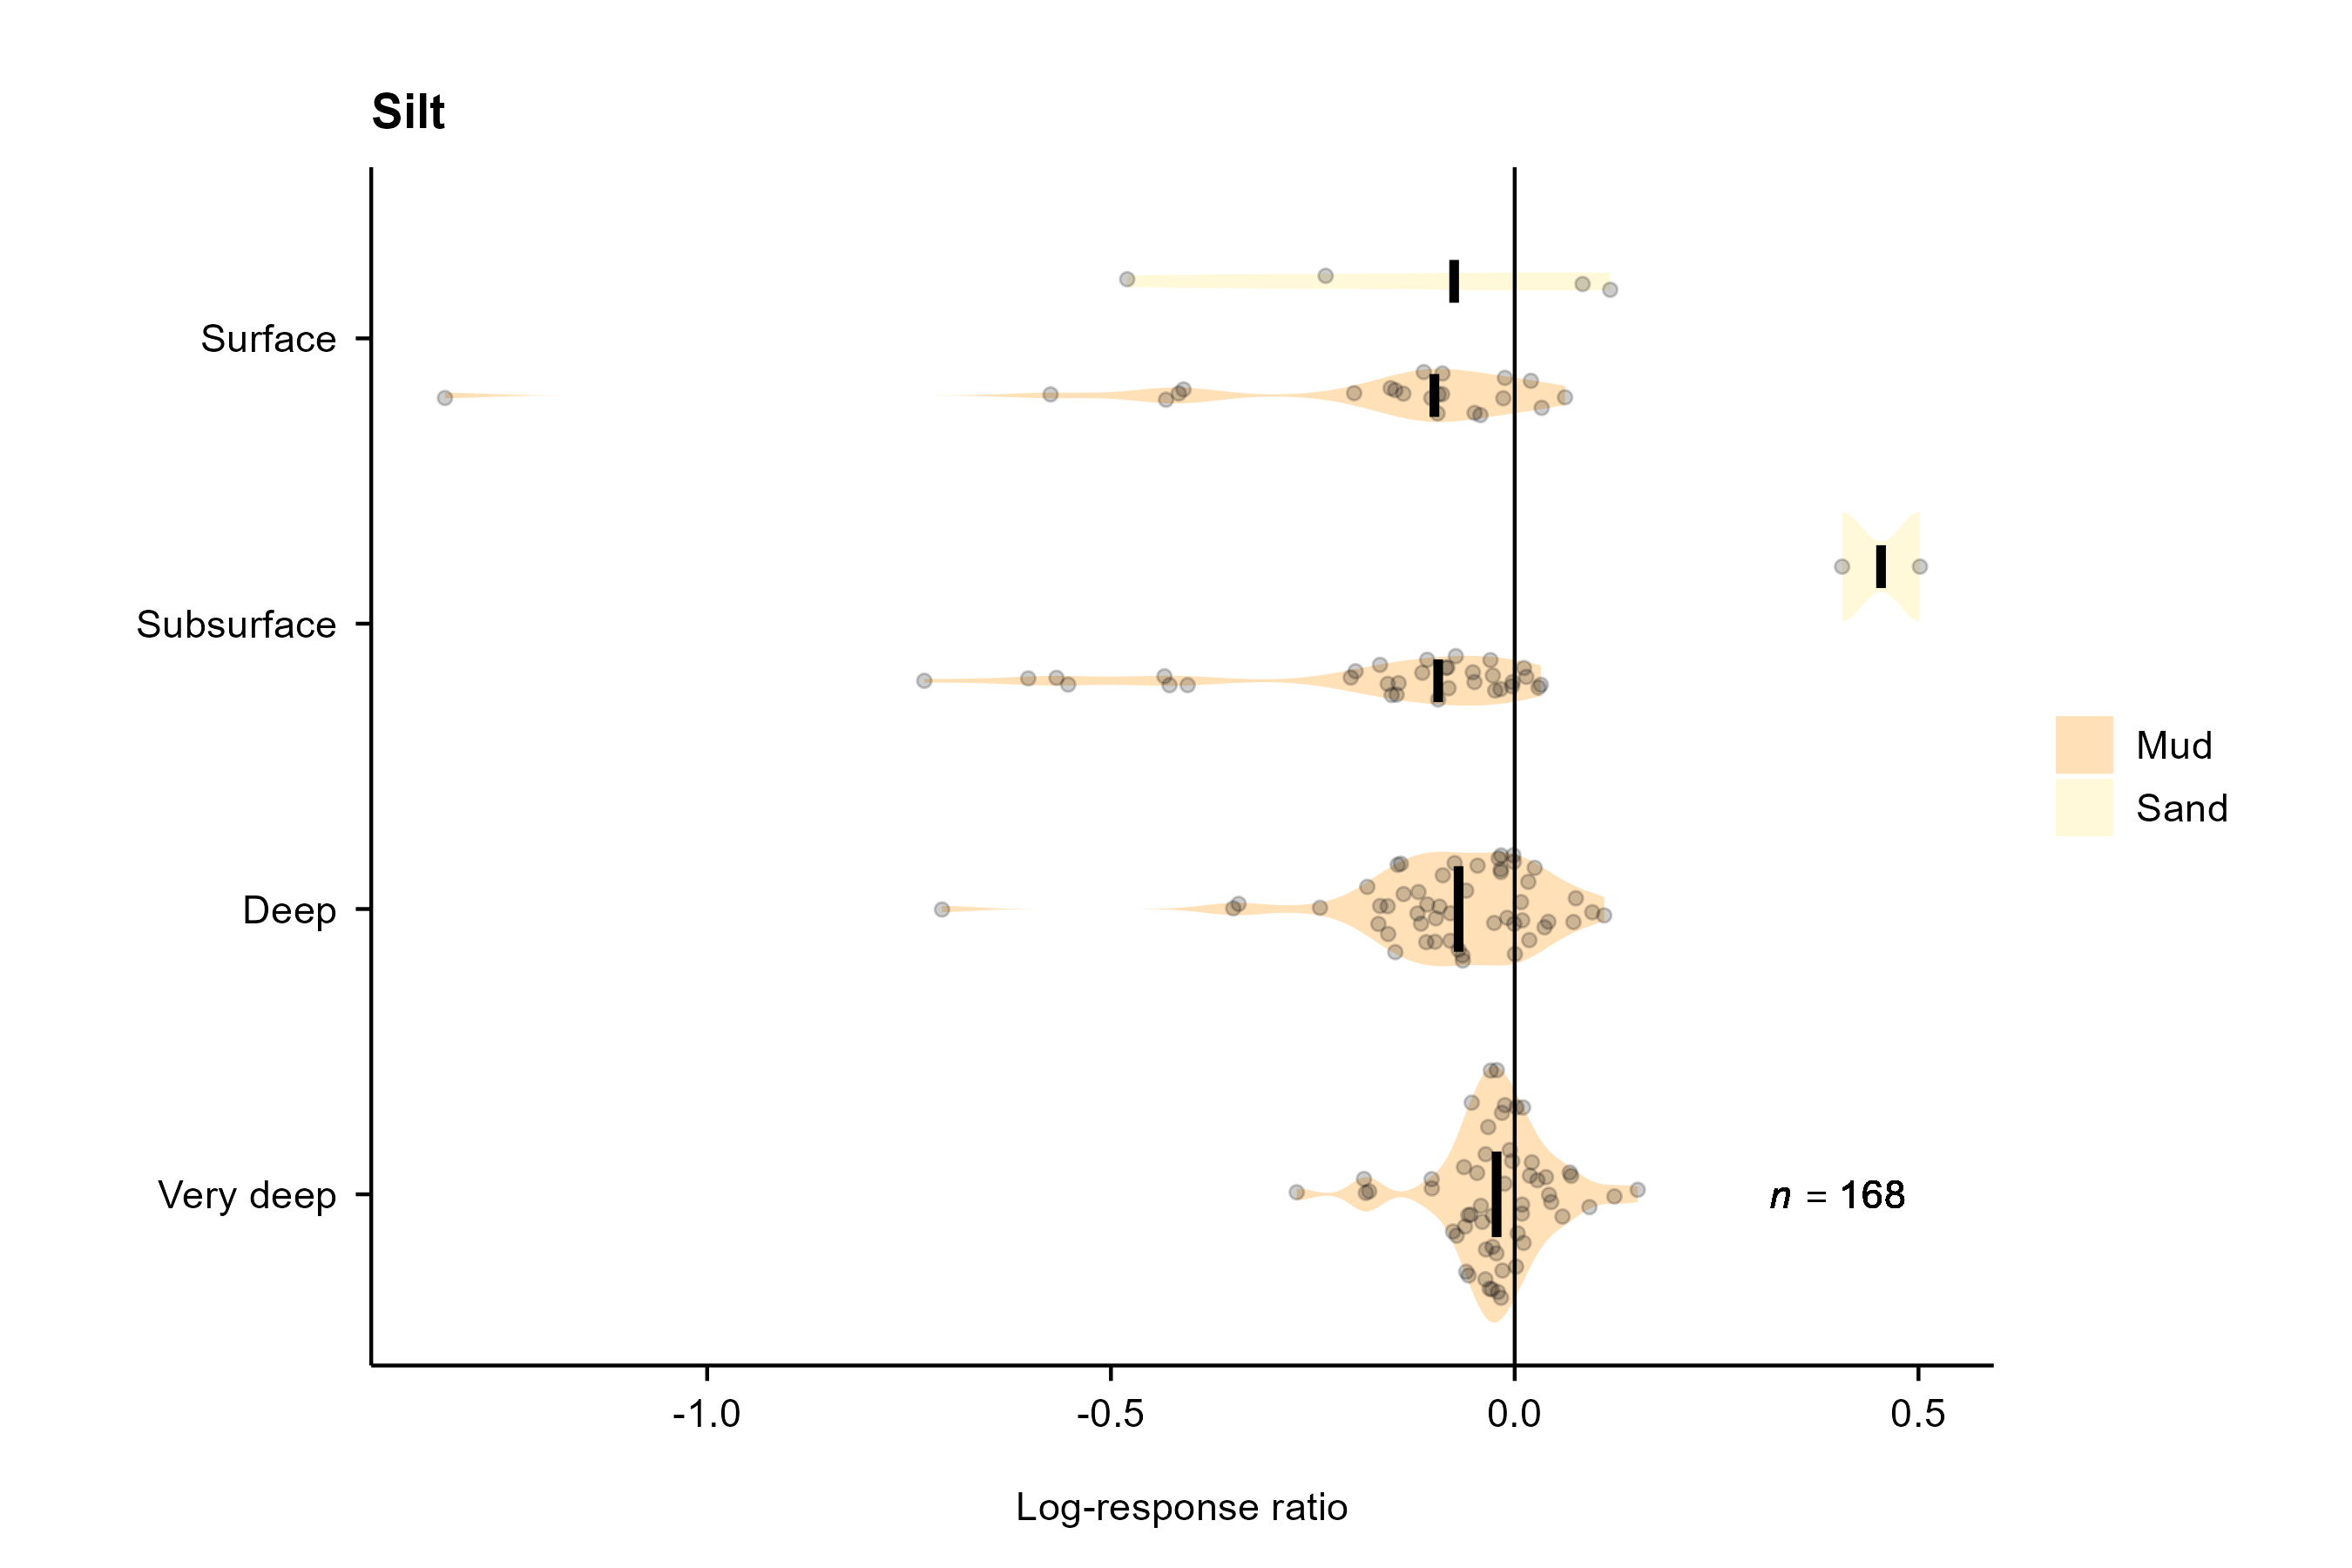 Silt
Surface
Subsurface
Deep
Very deep
n = 168
Mud
Sand
-1.0
-0.5
0.0
0.5
Log-response ratio